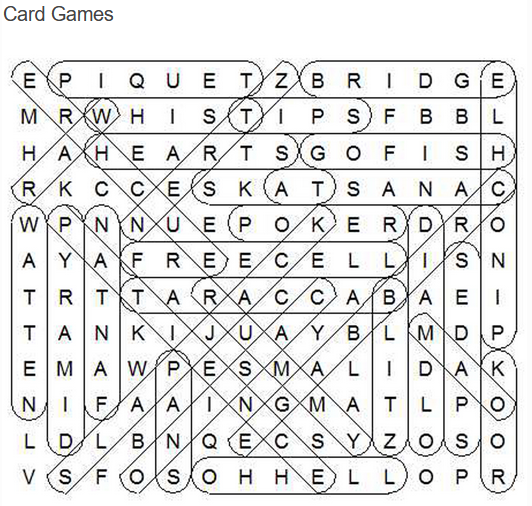 Card Games
E P I Q U E T Z B R I D G E
M R W H I S T I P S F B B L
H A H E A R T S G O F I S H
R K C C E S K A T S A N A C
W P N N U E P O K E R D R O
A Y A F R E E C E L L I S N
T R T T A R A C C A B A E I
T A N K I J U A Y B L M D P
E M A W P E S M A L I D A K
N I F A A I N G M A T L P O
L D L B N Q E C S Y Z O S O
V S F O S O H H E L L O P R